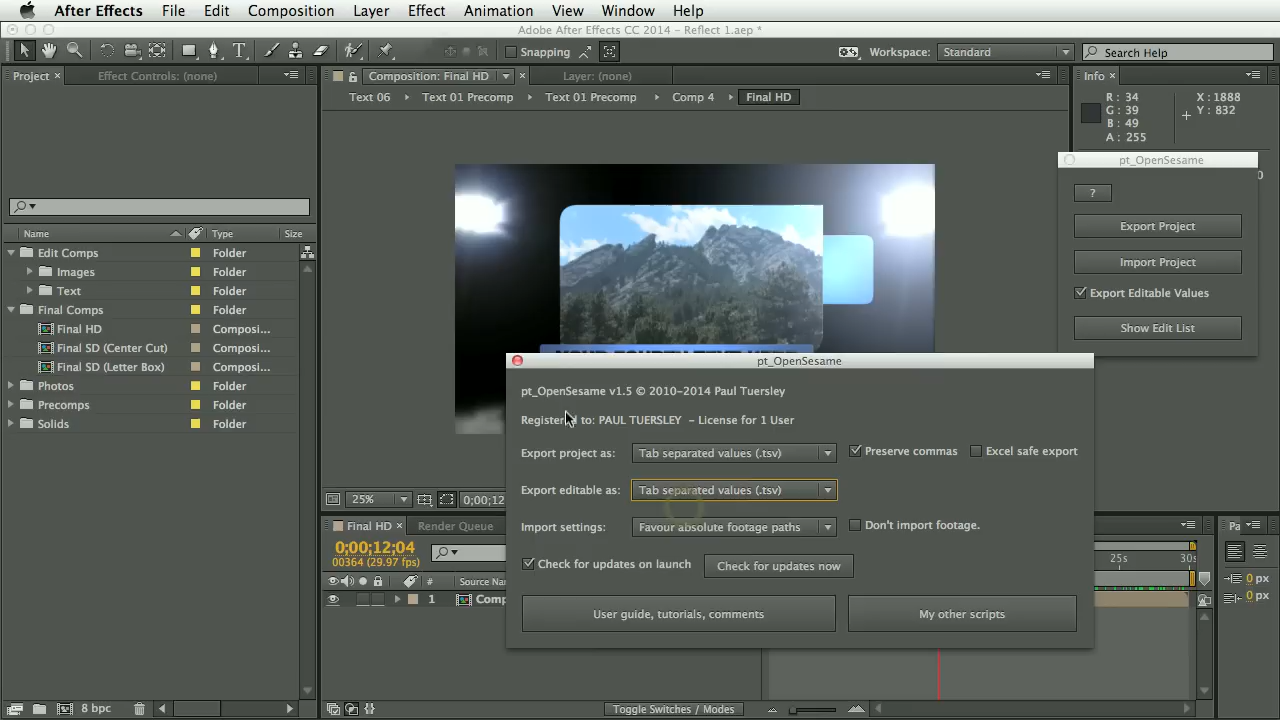 After Effects File Edit Composition Layer Effect Animation View Window Help
Adobe After Effects CC 2014 - Reflect 1.aep *
Snapping Workspace: Standard Search Help
Project Effect Controls: (none) Composition: Final HD Layer: (none) Info
Text 06 Text 01 Precomp Text 01 Precomp Comp 4 Final HD
R: 34 X: 1888
G: 39 Y: 832
B: 49
A: 255
pt_OpenSesame
?
Export Project
Import Project
Export Editable Values
Show Edit List
Name Type Size
Edit Comps Folder
Images Folder
Text Folder
Final Comps Folder
Final HD Composi...
Final SD (Center Cut) Composi...
Final SD (Letter Box) Composi...
Photos Folder
Precomps Folder
Solids Folder
pt_OpenSesame
pt_OpenSesame v1.5 © 2010-2014 Paul Tuersley
Registered to: PAUL TUERSLEY - License for 1 User
Export project as: Tab separated values (.tsv) Preserve commas Excel safe export
Export editable as: Tab separated values (.tsv)
Import settings: Favour absolute footage paths Don't import footage.
Check for updates on launch Check for updates now
User guide, tutorials, comments My other scripts
25% 0;00;12
Final HD Render Queue
0;00;12;04
00364 (29.97 fps)
# Source Na
1 Comp
25s 30s
Pa
0 px
0 px
8 bpc
Toggle Switches / Modes